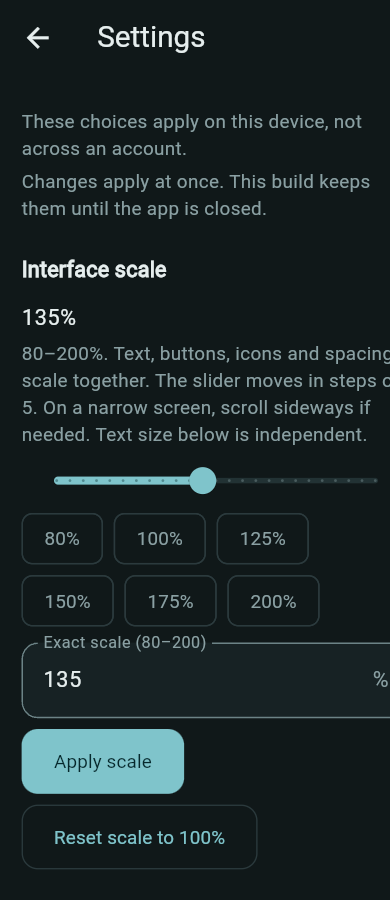 Settings
These choices apply on this device, not
across an account.
Changes apply at once. This build keeps
them until the app is closed.
Interface scale
135%
80–200%. Text, buttons, icons and spacing
scale together. The slider moves in steps o
5. On a narrow screen, scroll sideways if
needed. Text size below is independent.
80%
100%
125%
150%
175%
200%
Exact scale (80–200)
135
%
Apply scale
Reset scale to 100%